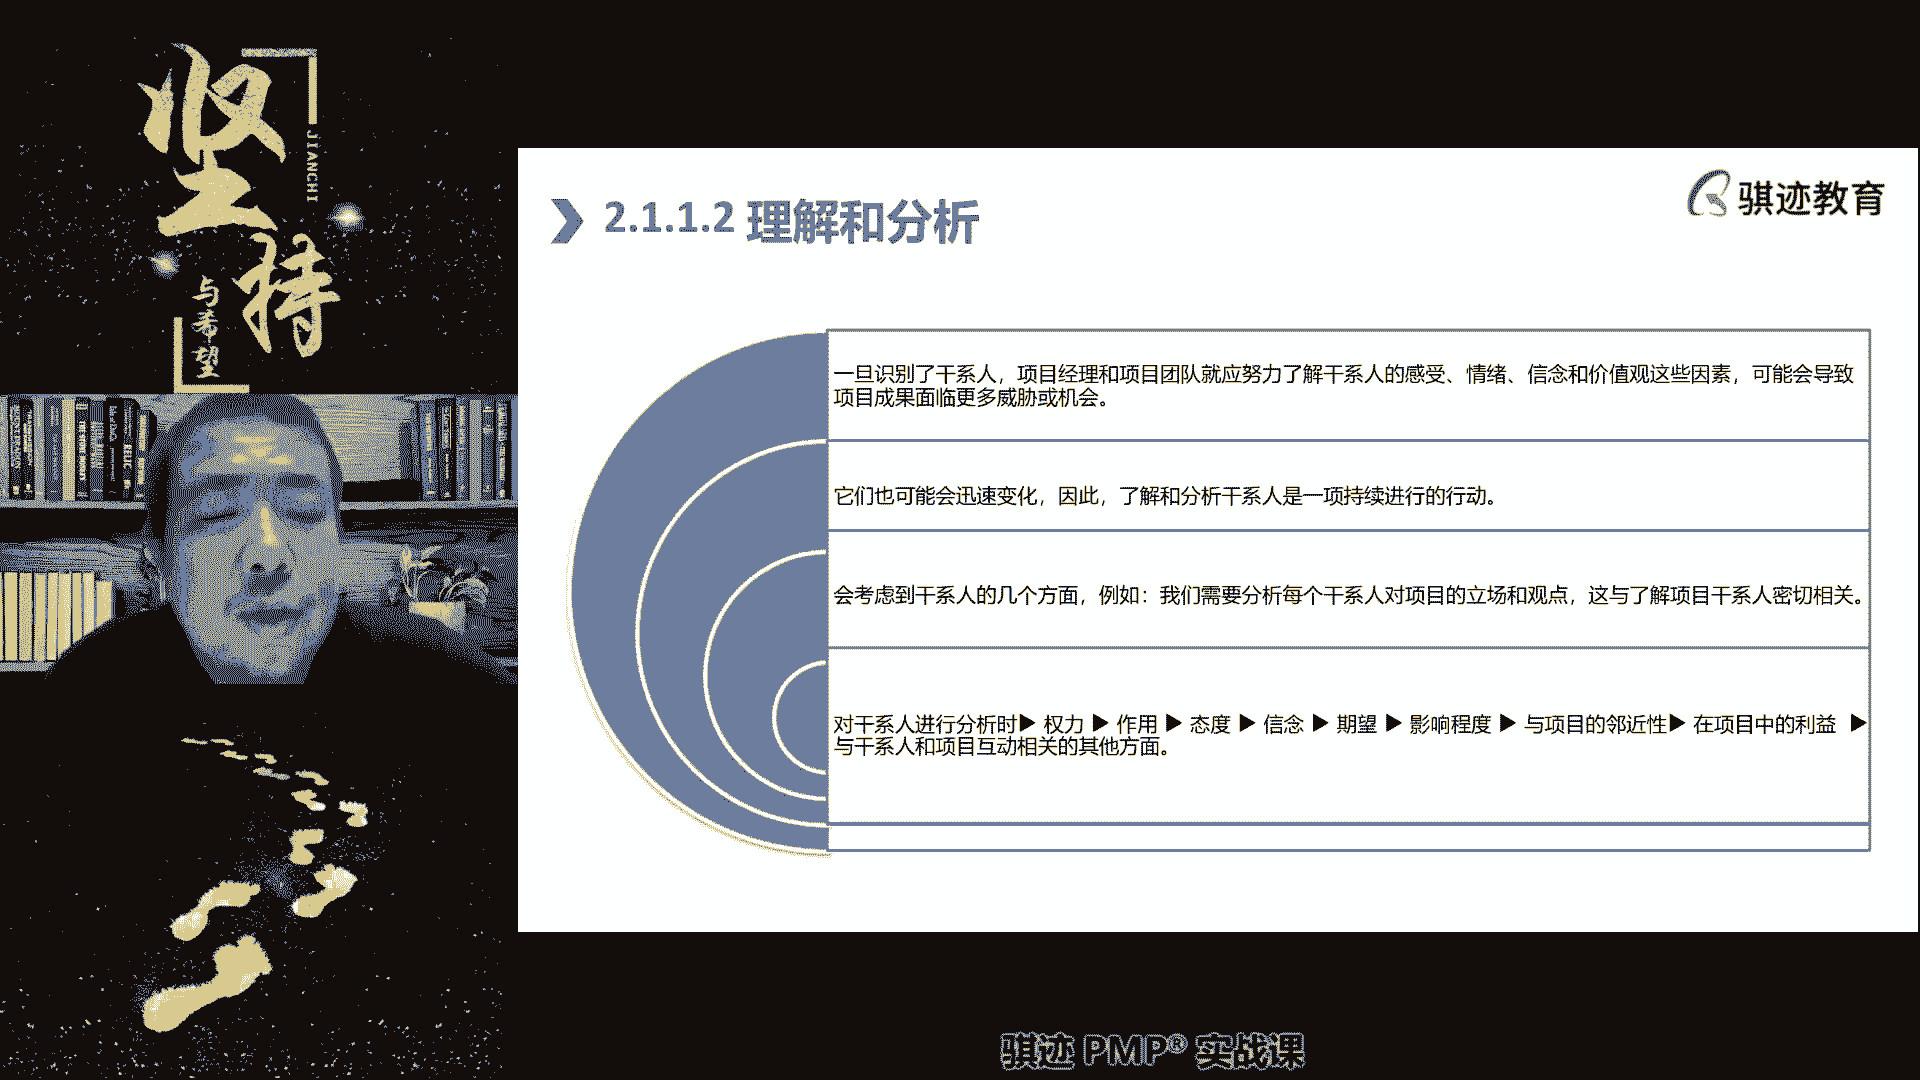 坚持
JIANCHI
与希望
骐迹教育
2.1.1.2 理解和分析
一旦识别了干系人，项目经理和项目团队就应努力了解干系人的感受、情绪、信念和价值观这些因素，可能会导致
项目成果面临更多威胁或机会。
它们也可能会迅速变化，因此，了解和分析干系人是一项持续进行的行动。
会考虑到干系人的几个方面，例如：我们需要分析每个干系人对项目的立场和观点，这与了解项目干系人密切相关。
对干系人进行分析时▶ 权力 ▶ 作用 ▶ 态度 ▶ 信念 ▶ 期望 ▶ 影响程度 ▶ 与项目的邻近性▶ 在项目中的利益 ▶
与干系人和项目互动相关的其他方面。
骐迹 PMP® 实战课